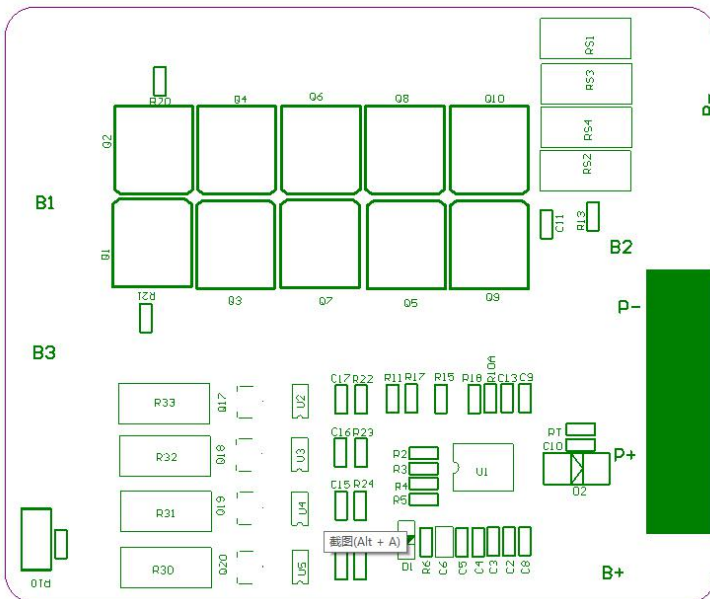 RS1
RS3
RS4
RS2
R20
Q4
Q6
Q8
Q10
Q2
B1
C11
R13
B2
Q1
R21
Q3
Q7
Q5
Q9
P-
B3
C17
R22
R11
R17
R15
R18
R10A
C13
C9
R33
Q17
U2
C16
R23
RT
C10
R32
Q18
U3
R2
R3
R4
R5
U1
P+
D2
C15
R24
R31
Q19
U4
截图(Alt + A)
R30
Q20
U5
D1
R6
C6
C5
C4
C3
C2
C8
B+
R10